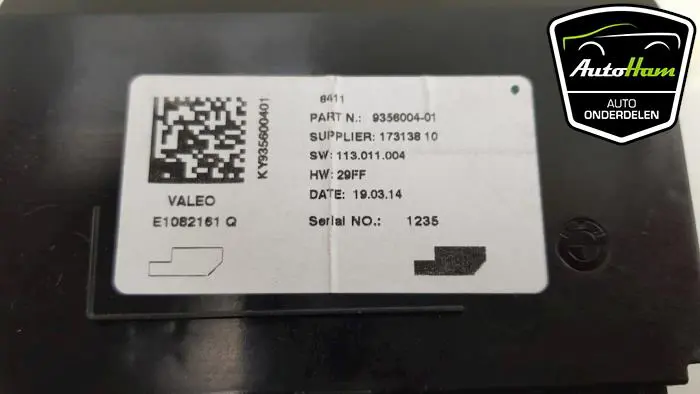 6411
PART N.: 9356004-01
SUPPLIER: 173138 10
SW: 113.011.004
HW: 29FF
DATE: 19.03.14
Serial NO.: 1235
KY935600401
VALEO
E1082161 Q
AutoHam
AUTO
ONDERDELEN